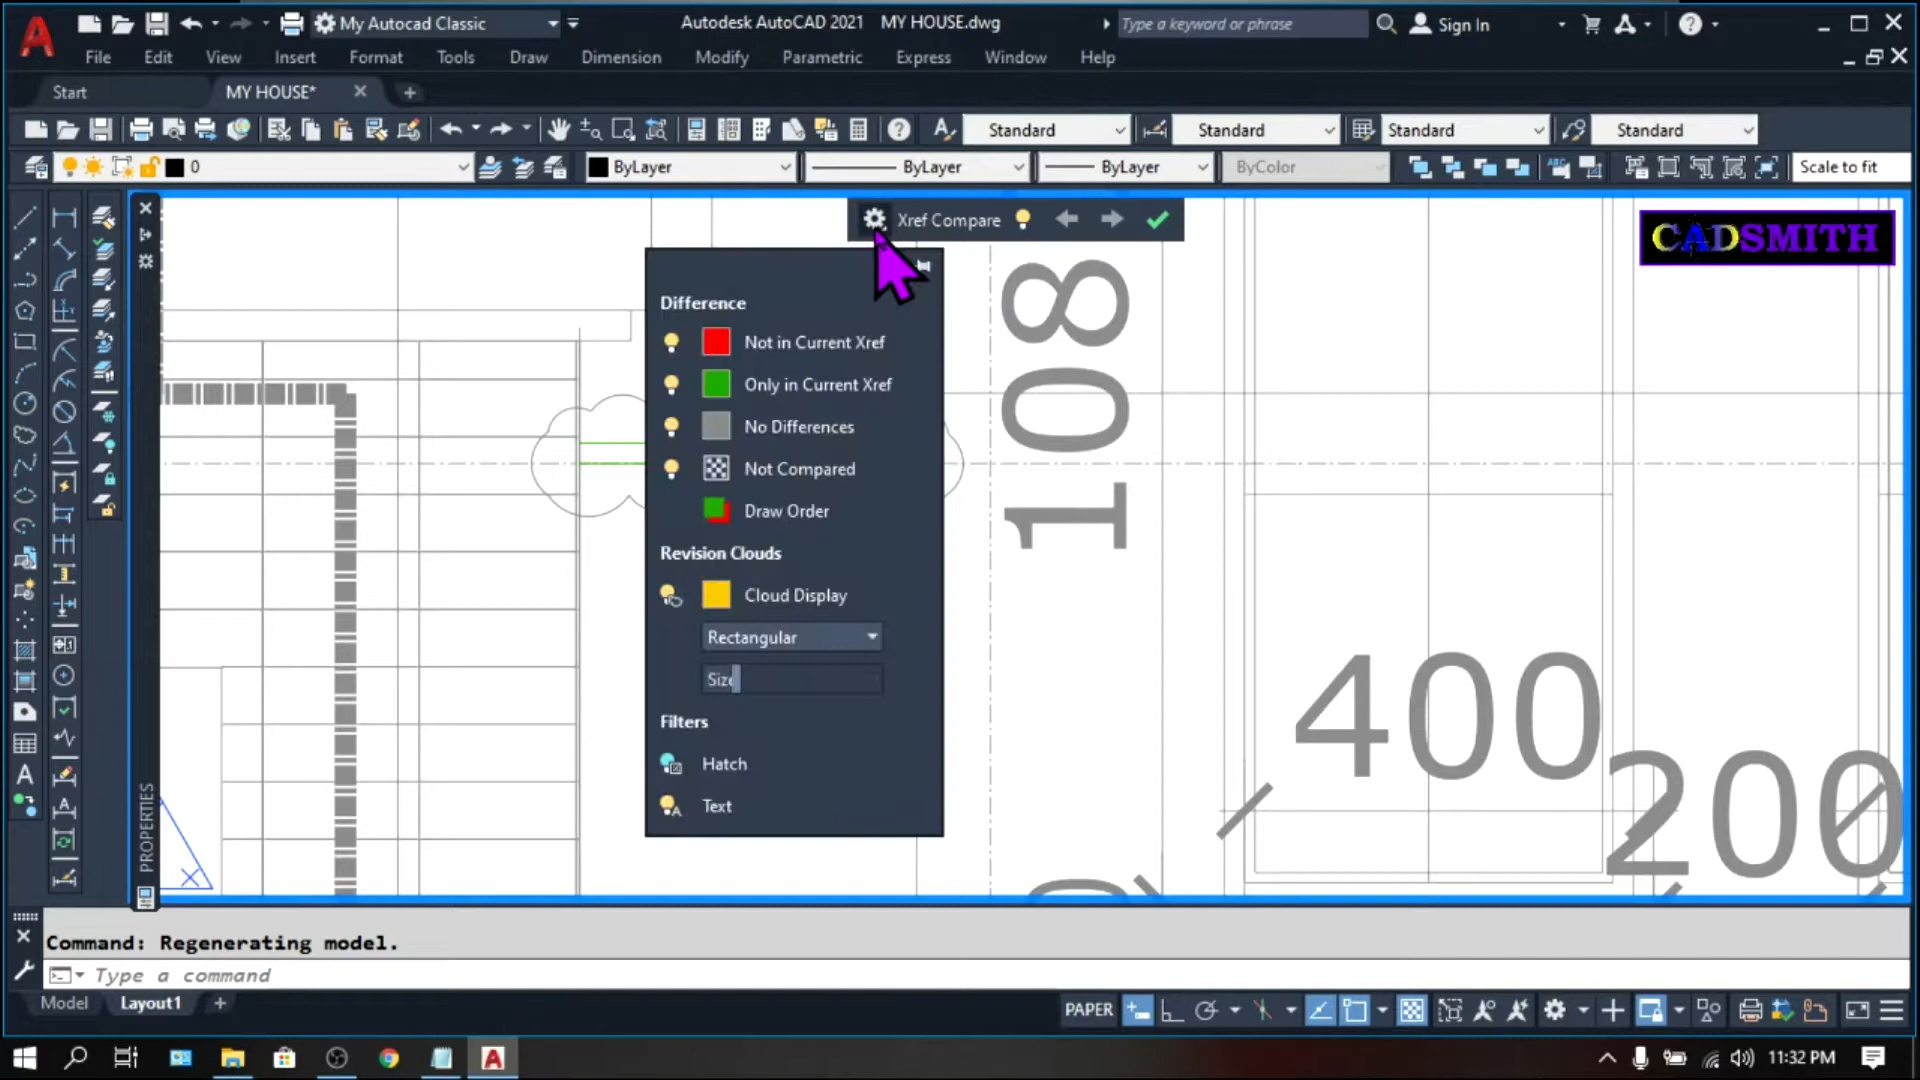 My Autocad Classic
Autodesk AutoCAD 2021 MY HOUSE.dwg
Type a keyword or phrase
Sign In
File Edit View Insert Format Tools Draw Dimension Modify Parametric Express Window Help
Start
MY HOUSE*
Standard
Standard
Standard
Standard
0
ByLayer
ByLayer
ByLayer
ByColor
Scale to fit
Xref Compare
CADSMITH
Difference
Not in Current Xref
Only in Current Xref
No Differences
Not Compared
Draw Order
Revision Clouds
Cloud Display
Rectangular
Size
Filters
Hatch
Text
108
400
200
PROPERTIES
Command: Regenerating model.
Type a command
Model
Layout1
PAPER
11:32 PM